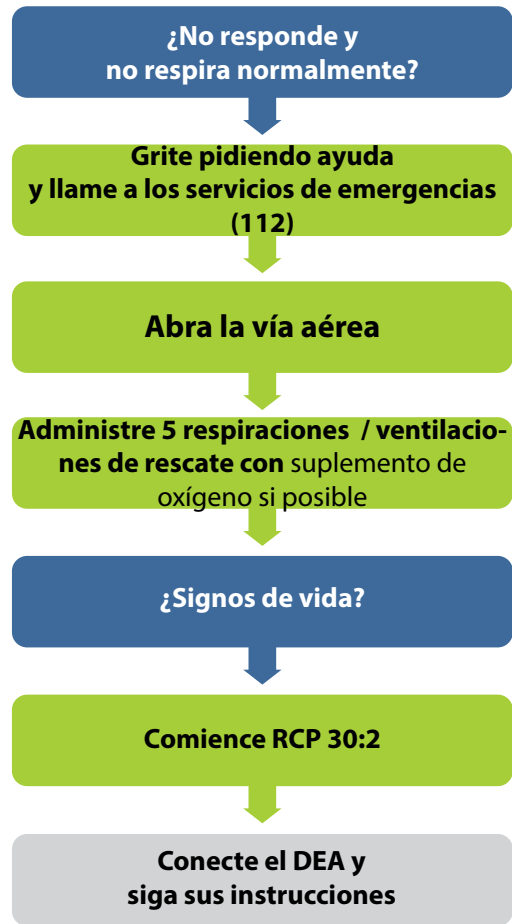 ¿No responde y
no respira normalmente?
Grite pidiendo ayuda
y llame a los servicios de emergencias
(112)
Abra la vía aérea
Administre 5 respiraciones / ventilacio-
nes de rescate con suplemento de
oxígeno si posible
¿Signos de vida?
Comience RCP 30:2
Conecte el DEA y
siga sus instrucciones